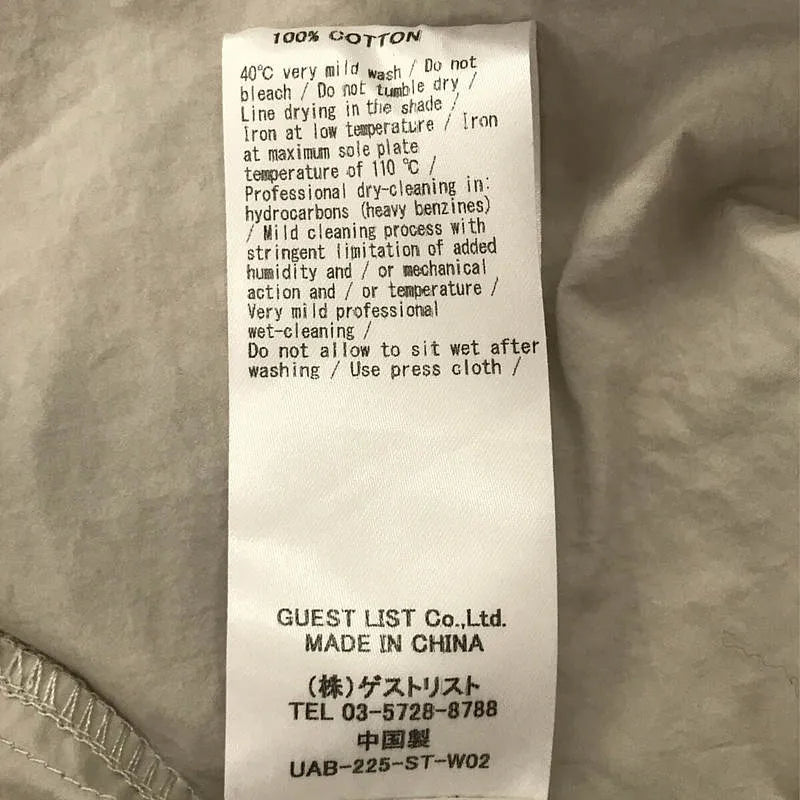 100% COTTON
40℃ very mild wash / Do not
bleach / Do not tumble dry /
Line drying in the shade /
Iron at low temperature / Iron
at maximum sole plate
temperature of 110 ℃ /
Professional dry-cleaning in:
hydrocarbons (heavy benzines)
/ Mild cleaning process with
stringent limitation of added
humidity and / or mechanical
action and / or temperature /
Very mild professional
wet-cleaning /
Do not allow to sit wet after
washing / Use press cloth /
GUEST LIST Co.,Ltd.
MADE IN CHINA
(株)ゲストリスト
TEL 03-5728-8788
中国製
UAB-225-ST-W02